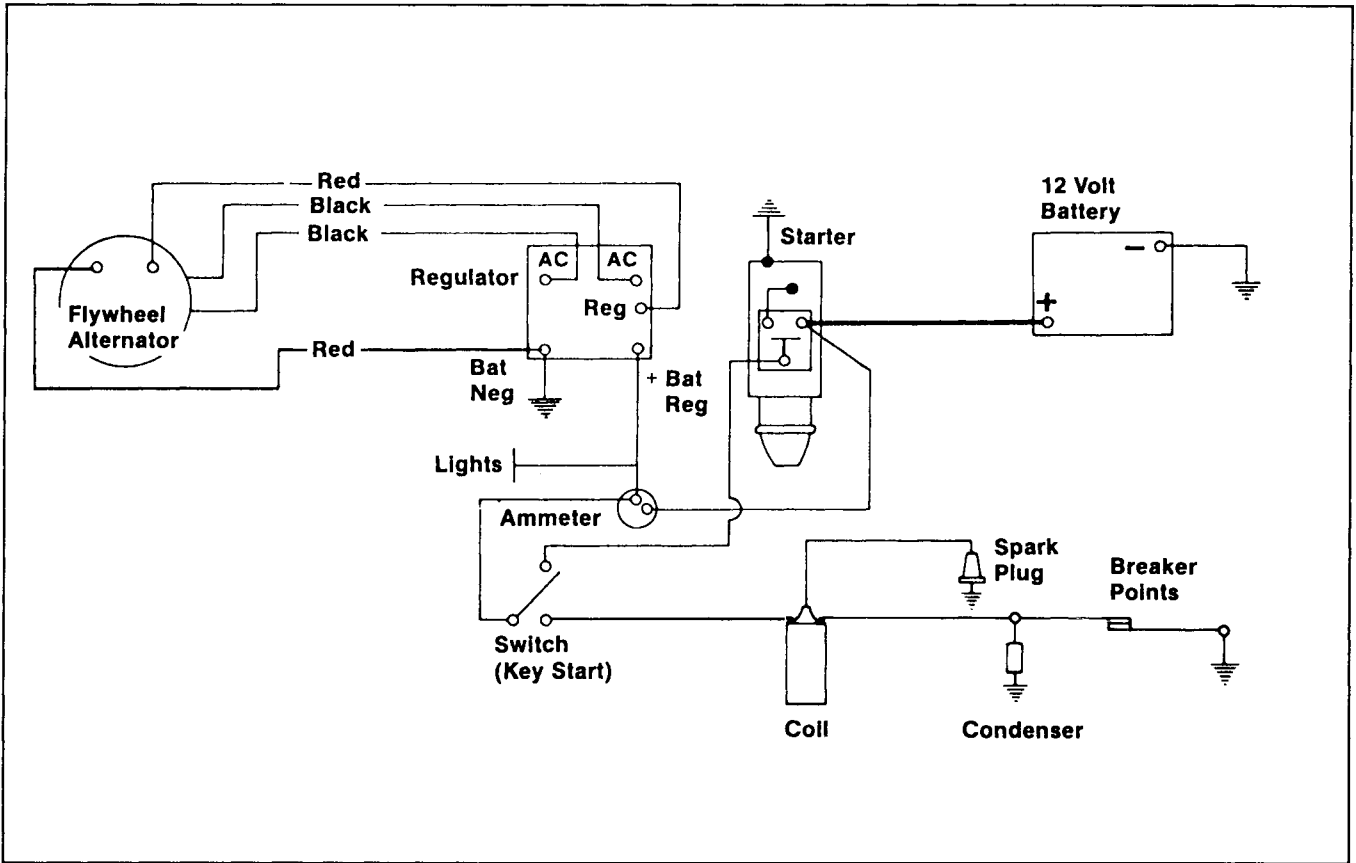 Red
Black
Black
12 Volt
Battery
Starter
AC
AC
Regulator
Reg
Flywheel
Alternator
Red
Bat
Neg
+ Bat
Reg
+
−
Lights
Ammeter
Spark
Plug
Breaker
Points
Switch
(Key Start)
Coil
Condenser